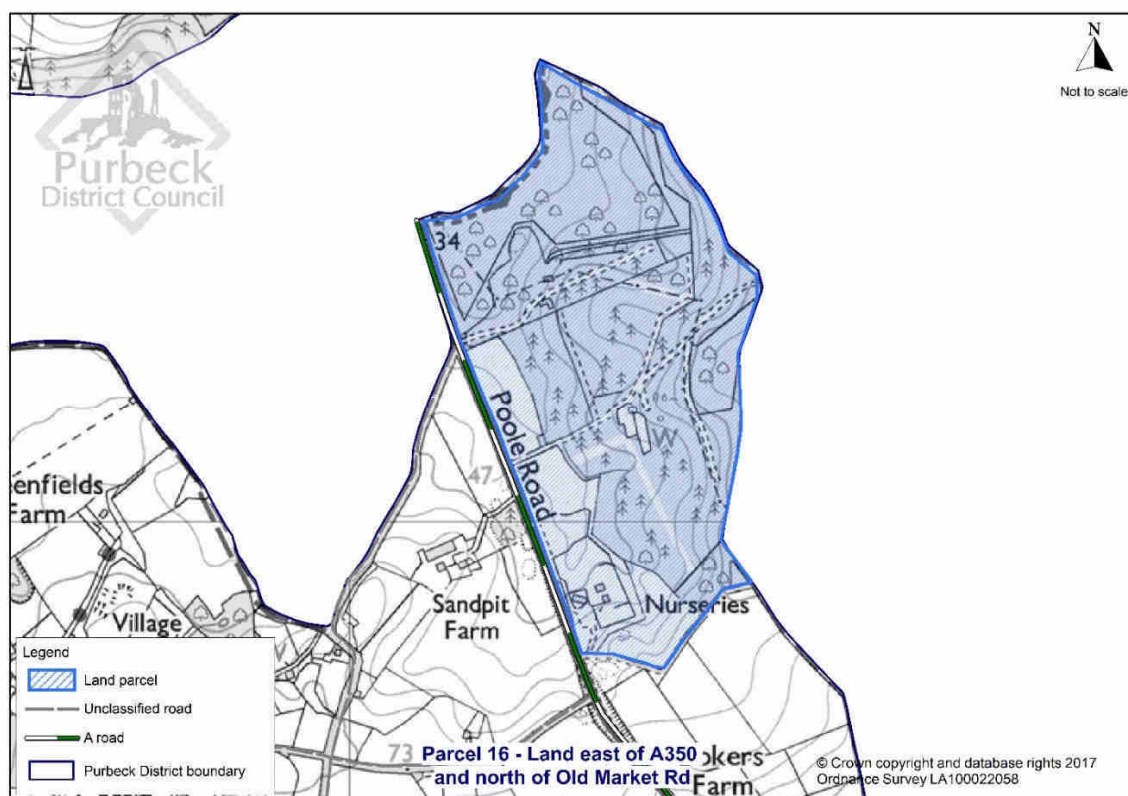 N
Not to scale
Purbeck
District Council
34
Poole Road
47
W
enfields
Farm
Sandpit
Farm
Nurseries
Village
Legend
Land parcel
Unclassified road
A road
Purbeck District boundary
73
Parcel 16 - Land east of A350
and north of Old Market Rd
okers
Farm
© Crown copyright and database rights 2017
Ordnance Survey LA100022058